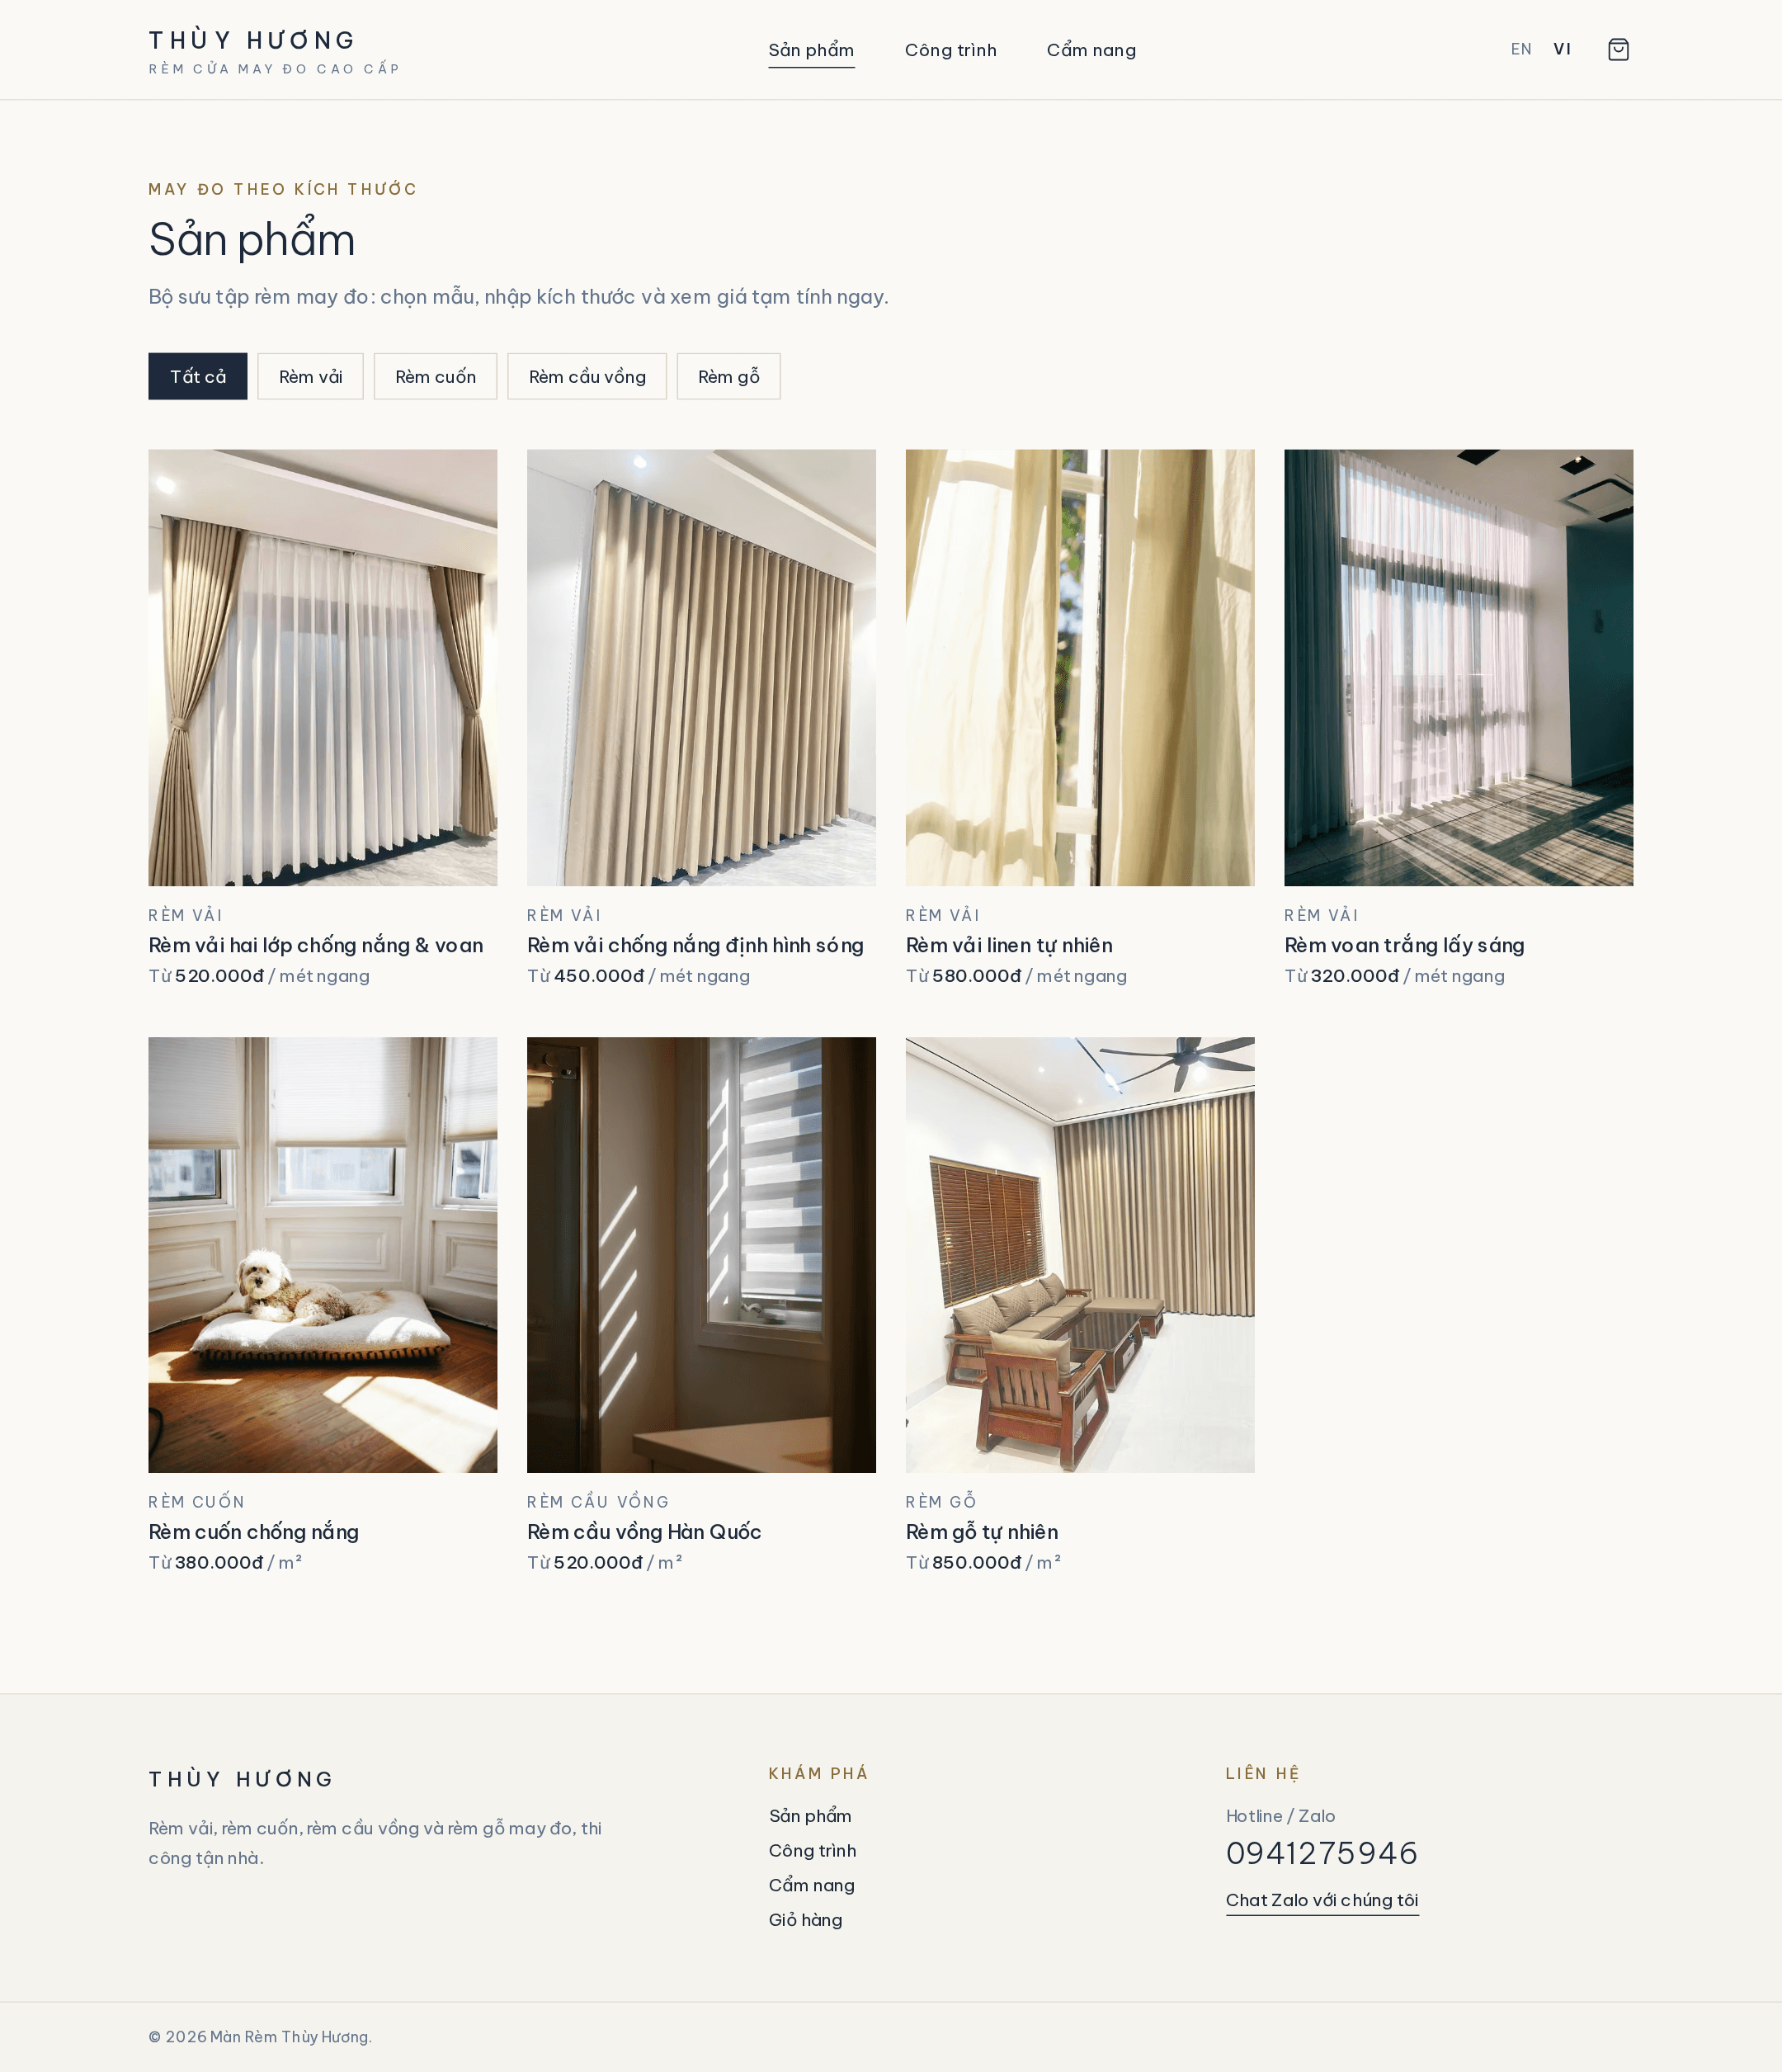 THÙY HƯƠNG
RÈM CỬA MAY ĐO CAO CẤP
Sản phẩm
Công trình
Cẩm nang
EN
VI
MAY ĐO THEO KÍCH THƯỚC
Sản phẩm
Bộ sưu tập rèm may đo: chọn mẫu, nhập kích thước và xem giá tạm tính ngay.
Tất cả
Rèm vải
Rèm cuốn
Rèm cầu vồng
Rèm gỗ
RÈM VẢI
Rèm vải hai lớp chống nắng & voan
Từ 520.000đ / mét ngang
RÈM VẢI
Rèm vải chống nắng định hình sóng
Từ 450.000đ / mét ngang
RÈM VẢI
Rèm vải linen tự nhiên
Từ 580.000đ / mét ngang
RÈM VẢI
Rèm voan trắng lấy sáng
Từ 320.000đ / mét ngang
RÈM CUỐN
Rèm cuốn chống nắng
Từ 380.000đ / m²
RÈM CẦU VỒNG
Rèm cầu vồng Hàn Quốc
Từ 520.000đ / m²
RÈM GỖ
Rèm gỗ tự nhiên
Từ 850.000đ / m²
THÙY HƯƠNG
Rèm vải, rèm cuốn, rèm cầu vồng và rèm gỗ may đo, thi
công tận nhà.
KHÁM PHÁ
Sản phẩm
Công trình
Cẩm nang
Giỏ hàng
LIÊN HỆ
Hotline / Zalo
0941275946
Chat Zalo với chúng tôi
© 2026 Màn Rèm Thùy Hương.